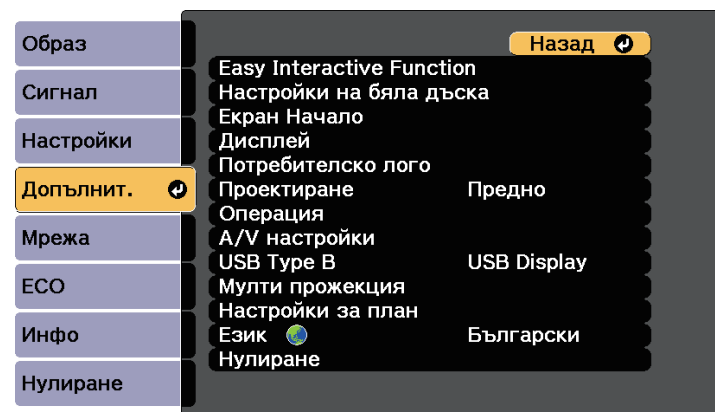 Образ
Сигнал
Настройки
Допълнит.
Мрежа
ECO
Инфо
Нулиране
Назад
Easy Interactive Function
Настройки на бяла дъска
Екран Начало
Дисплей
Потребителско лого
Проектиране Предно
Операция
A/V настройки
USB Type B USB Display
Мулти прожекция
Настройки за план
Език Български
Нулиране